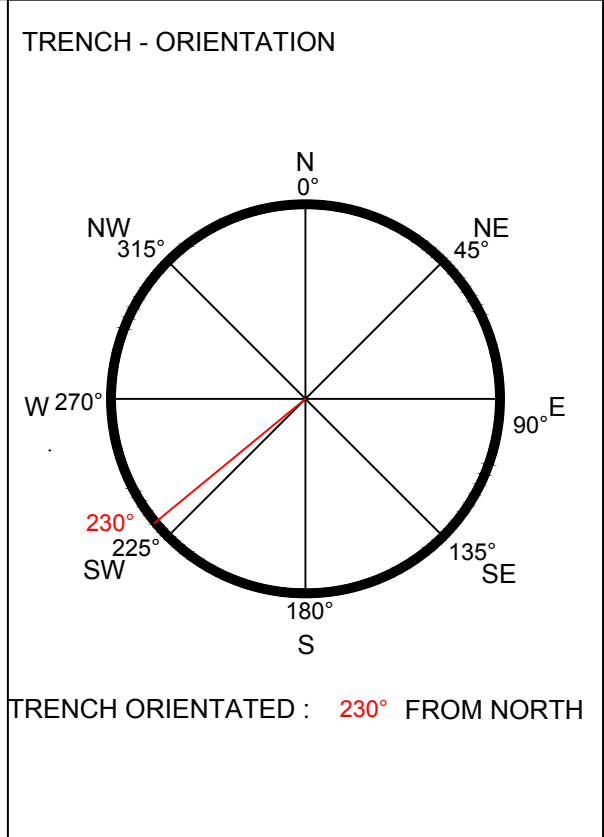 TRENCH - ORIENTATION
N
0°
NW
315°
NE
45°
W 270°
90° E
230°
225°
SW
135°
SE
180°
S
TRENCH ORIENTATED : 230° FROM NORTH